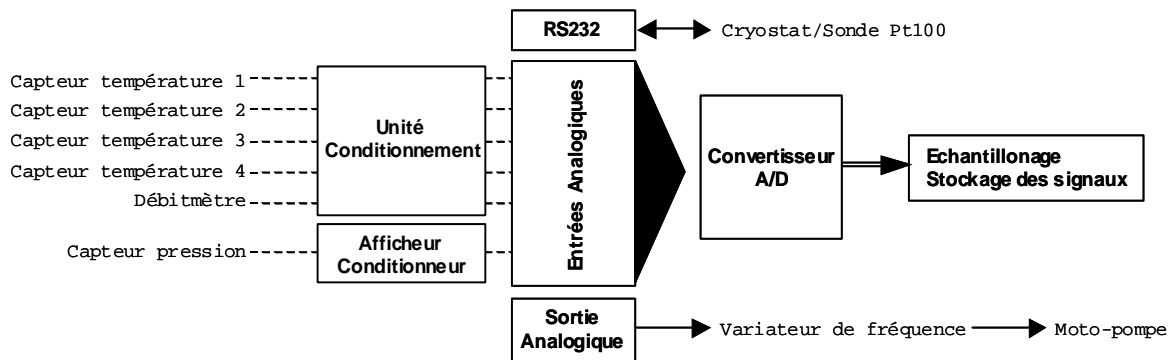 RS232
Cryostat/Sonde Pt100
Capteur température 1
Capteur température 2
Capteur température 3
Capteur température 4
Débitmètre
Capteur pression
Unité
Conditionnement
Afficheur
Conditionneur
Entrées Analogiques
Convertisseur
A/D
Echantillonage
Stockage des signaux
Sortie
Analogique
Variateur de fréquence
Moto-pompe